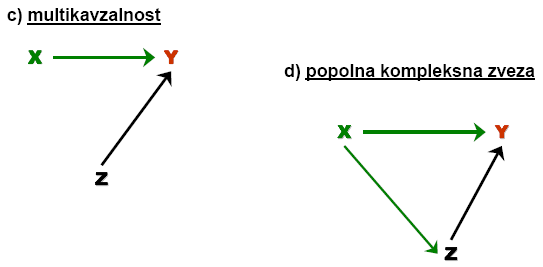 c) multikavzalnost
X Y
Z
d) popolna kompleksna zveza
X Y
Z